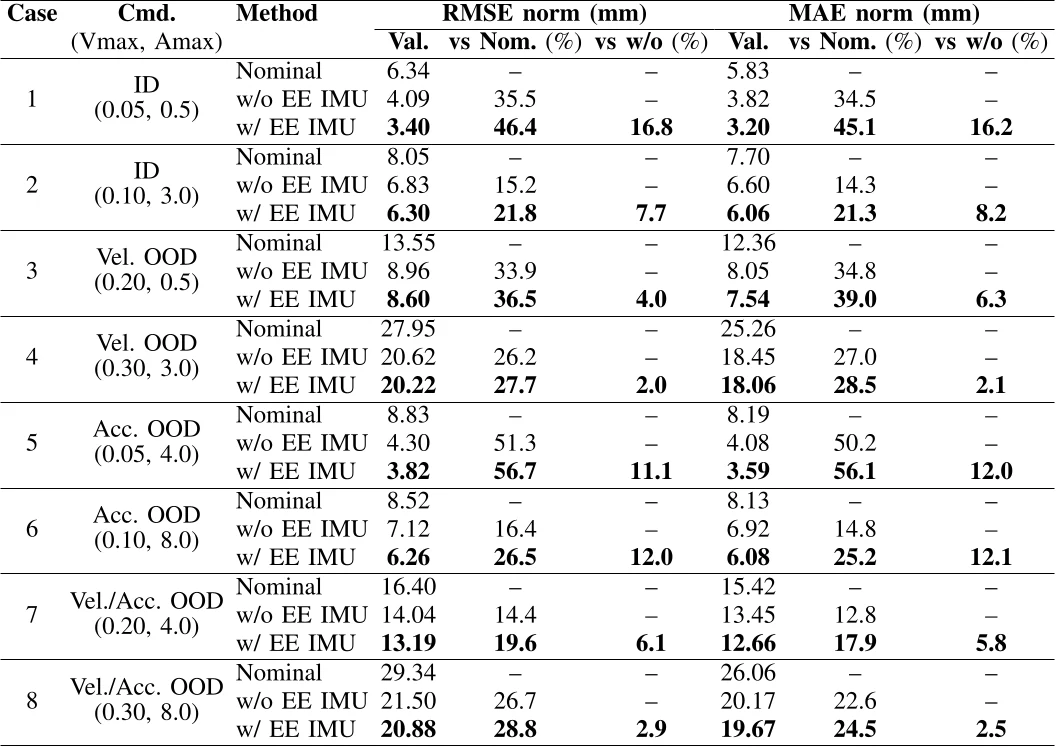 Case Cmd. Method RMSE norm (mm) MAE norm (mm)
(Vmax, Amax) Val. vs Nom. (%) vs w/o (%) Val. vs Nom. (%) vs w/o (%)
1 ID (0.05, 0.5)
Nominal 6.34 – – 5.83 – –
w/o EE IMU 4.09 35.5 – 3.82 34.5 –
w/ EE IMU 3.40 46.4 16.8 3.20 45.1 16.2
2 ID (0.10, 3.0)
Nominal 8.05 – – 7.70 – –
w/o EE IMU 6.83 15.2 – 6.60 14.3 –
w/ EE IMU 6.30 21.8 7.7 6.06 21.3 8.2
3 Vel. OOD (0.20, 0.5)
Nominal 13.55 – – 12.36 – –
w/o EE IMU 8.96 33.9 – 8.05 34.8 –
w/ EE IMU 8.60 36.5 4.0 7.54 39.0 6.3
4 Vel. OOD (0.30, 3.0)
Nominal 27.95 – – 25.26 – –
w/o EE IMU 20.62 26.2 – 18.45 27.0 –
w/ EE IMU 20.22 27.7 2.0 18.06 28.5 2.1
5 Acc. OOD (0.05, 4.0)
Nominal 8.83 – – 8.19 – –
w/o EE IMU 4.30 51.3 – 4.08 50.2 –
w/ EE IMU 3.82 56.7 11.1 3.59 56.1 12.0
6 Acc. OOD (0.10, 8.0)
Nominal 8.52 – – 8.13 – –
w/o EE IMU 7.12 16.4 – 6.92 14.8 –
w/ EE IMU 6.26 26.5 12.0 6.08 25.2 12.1
7 Vel./Acc. OOD (0.20, 4.0)
Nominal 16.40 – – 15.42 – –
w/o EE IMU 14.04 14.4 – 13.45 12.8 –
w/ EE IMU 13.19 19.6 6.1 12.66 17.9 5.8
8 Vel./Acc. OOD (0.30, 8.0)
Nominal 29.34 – – 26.06 – –
w/o EE IMU 21.50 26.7 – 20.17 22.6 –
w/ EE IMU 20.88 28.8 2.9 19.67 24.5 2.5